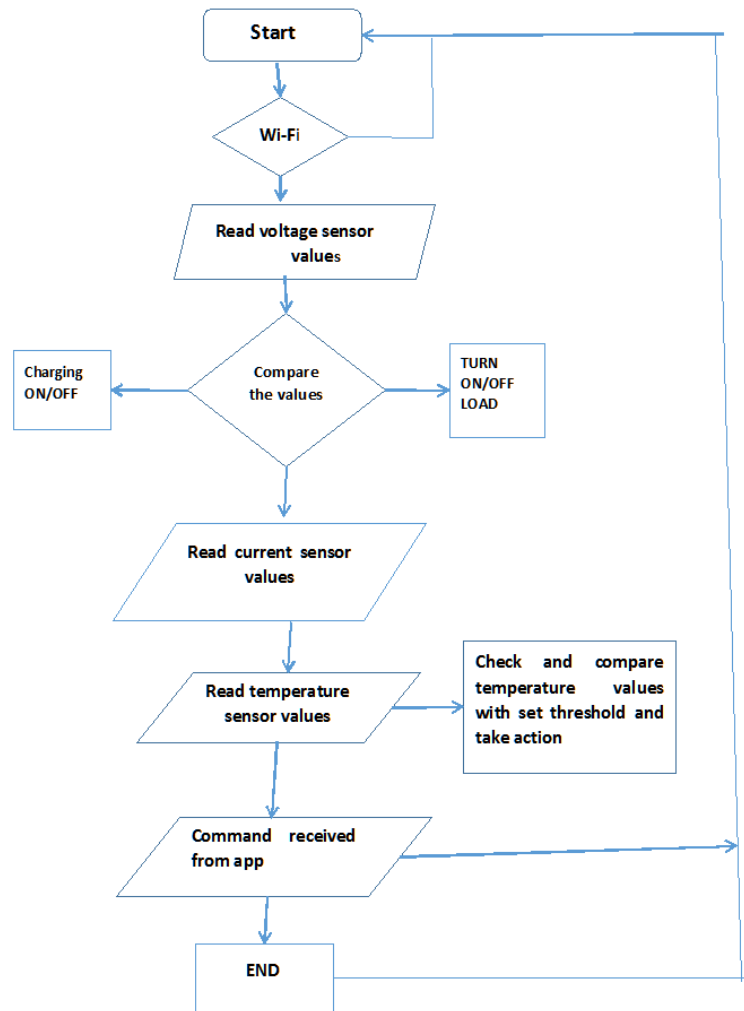 Start
Wi-Fi
Read voltage sensor
values
Compare
the values
Charging
ON/OFF
TURN
ON/OFF
LOAD
Read current sensor
values
Read temperature
sensor values
Check and compare
temperature values
with set threshold and
take action
Command received
from app
END